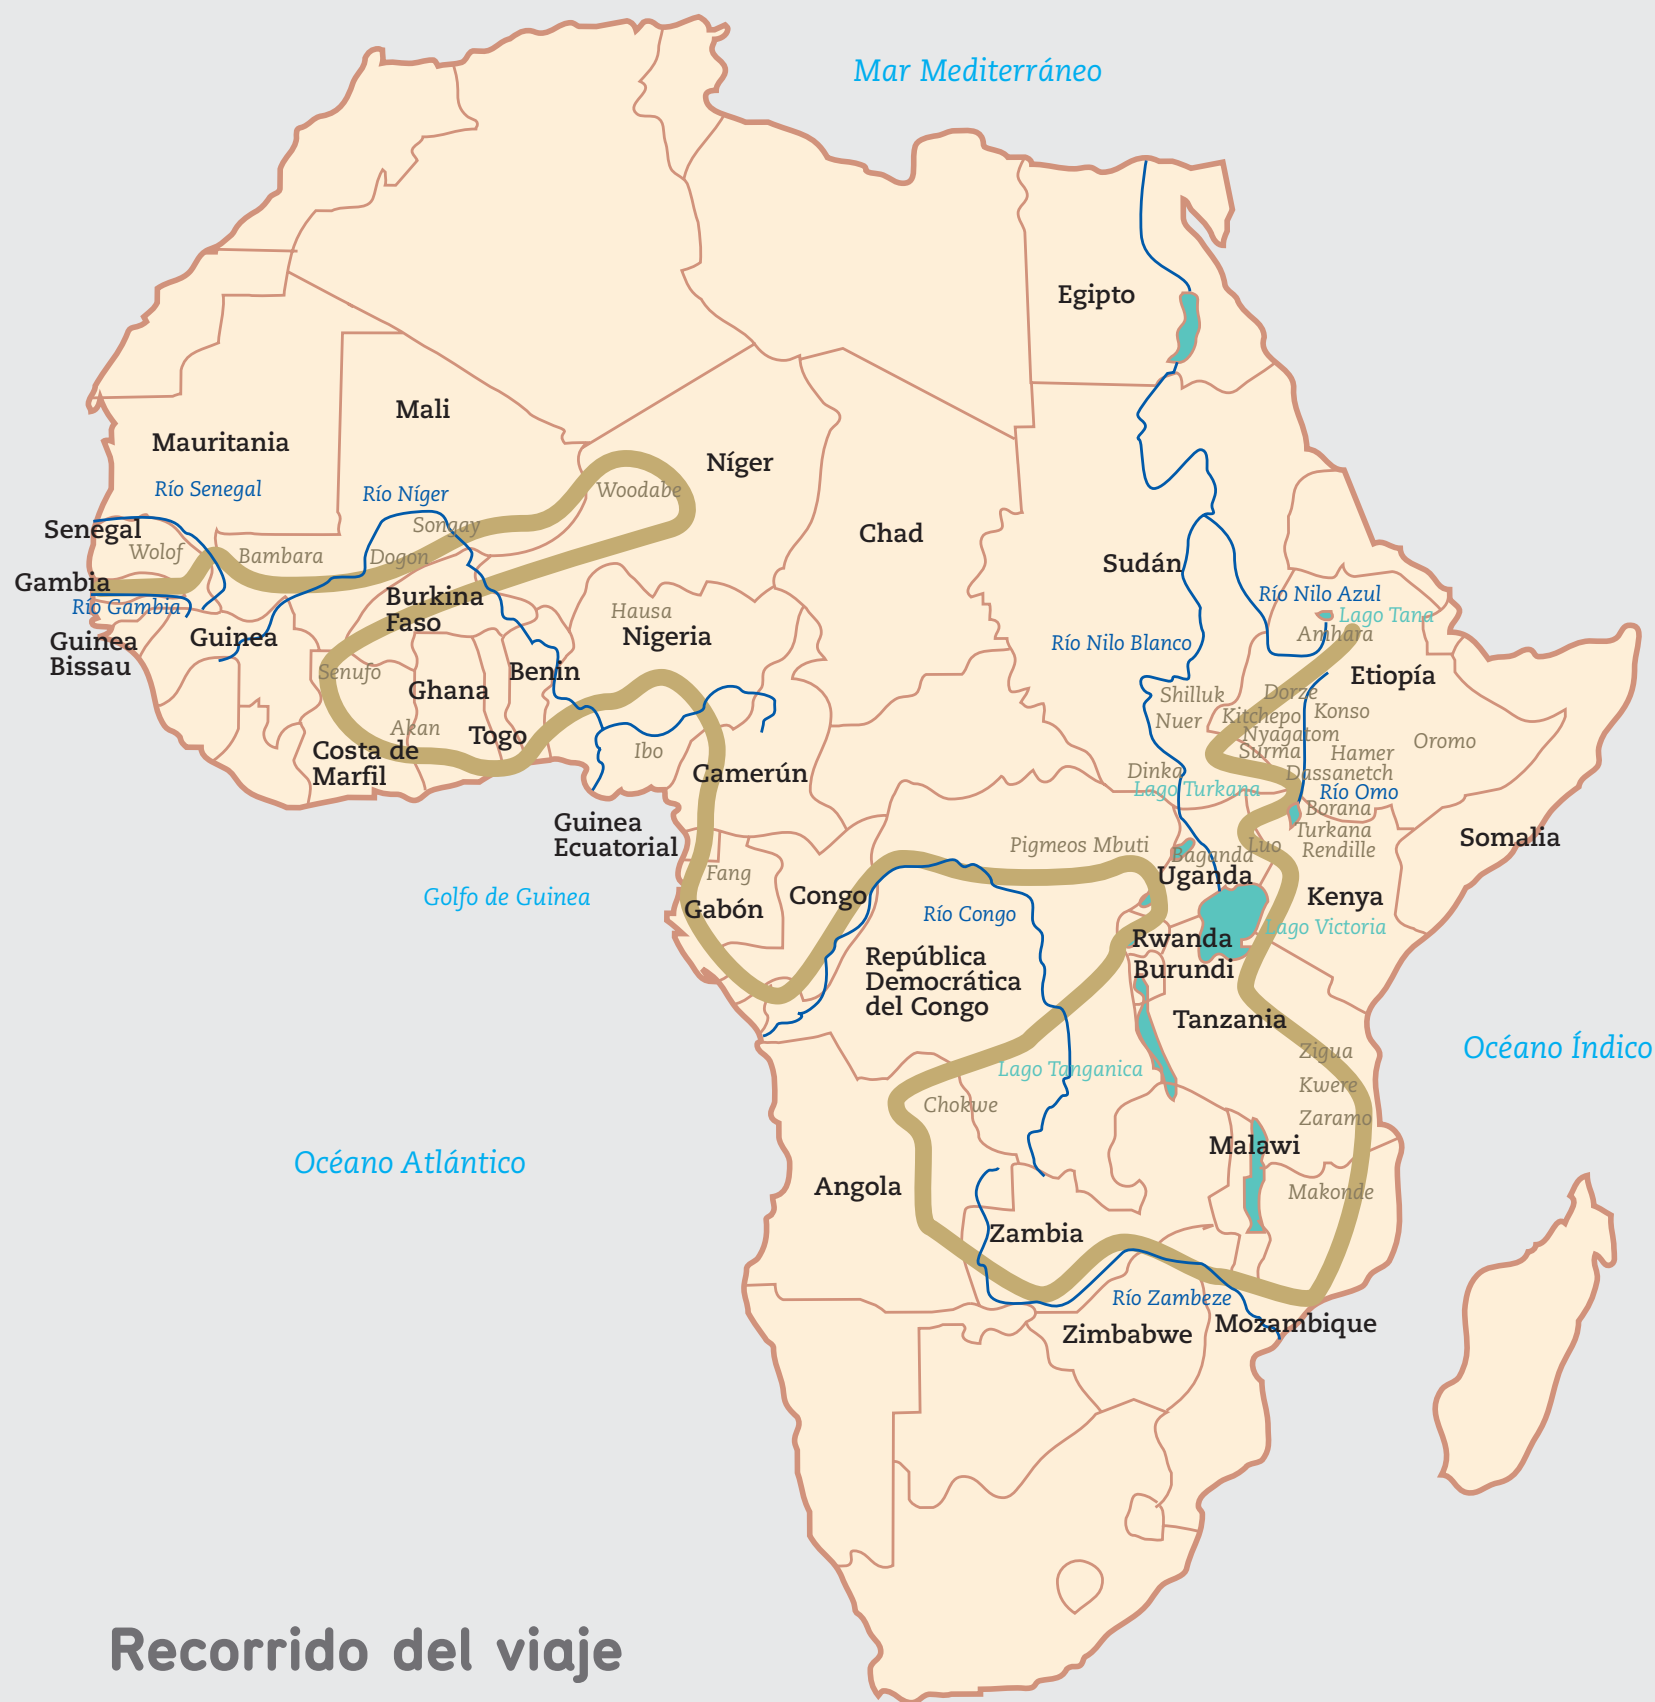 Mar Mediterráneo
Egipto
Mali
Mauritania
Níger
Río Senegal
Río Níger
Woodabe
Senegal
Songay
Chad
Wolof
Bambara
Dogon
Sudán
Gambia
Río Gambia
Burkina
Faso
Hausa
Río Nilo Azul
Lago Tana
Guinea
Bissau
Guinea
Nigeria
Río Nilo Blanco
Amhara
Senufo
Benin
Etiopía
Ghana
Shilluk
Dorze
Akan
Togo
Nuer
Kitchepo
Konso
Nyagatom
Costa de
Marfil
Ibo
Surma
Hamer
Oromo
Camerún
Dinka
Dassanetch
Lago Turkana
Río Omo
Borana
Guinea
Ecuatorial
Turkana
Somalia
Pigmeos Mbuti
Baganda
Luo
Rendille
Fang
Uganda
Golfo de Guinea
Gabón
Congo
Kenya
Río Congo
Lago Victoria
Rwanda
República
Democrática
del Congo
Burundi
Tanzania
Océano Índico
Zigua
Lago Tanganica
Kwere
Chokwe
Zaramo
Malawi
Océano Atlántico
Angola
Makonde
Zambia
Río Zambeze
Mozambique
Zimbabwe
Recorrido del viaje